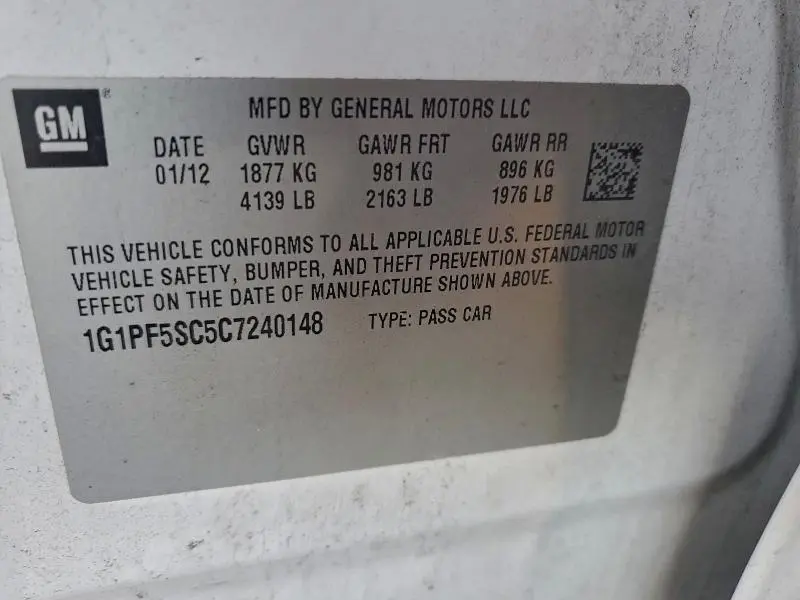 GM®
MFD BY GENERAL MOTORS LLC
DATE GVWR GAWR FRT GAWR RR
01/12 1877 KG 981 KG 896 KG
4139 LB 2163 LB 1976 LB
THIS VEHICLE CONFORMS TO ALL APPLICABLE U.S. FEDERAL MOTOR
VEHICLE SAFETY, BUMPER, AND THEFT PREVENTION STANDARDS IN
EFFECT ON THE DATE OF MANUFACTURE SHOWN ABOVE.
1G1PF5SC5C7240148 TYPE: PASS CAR